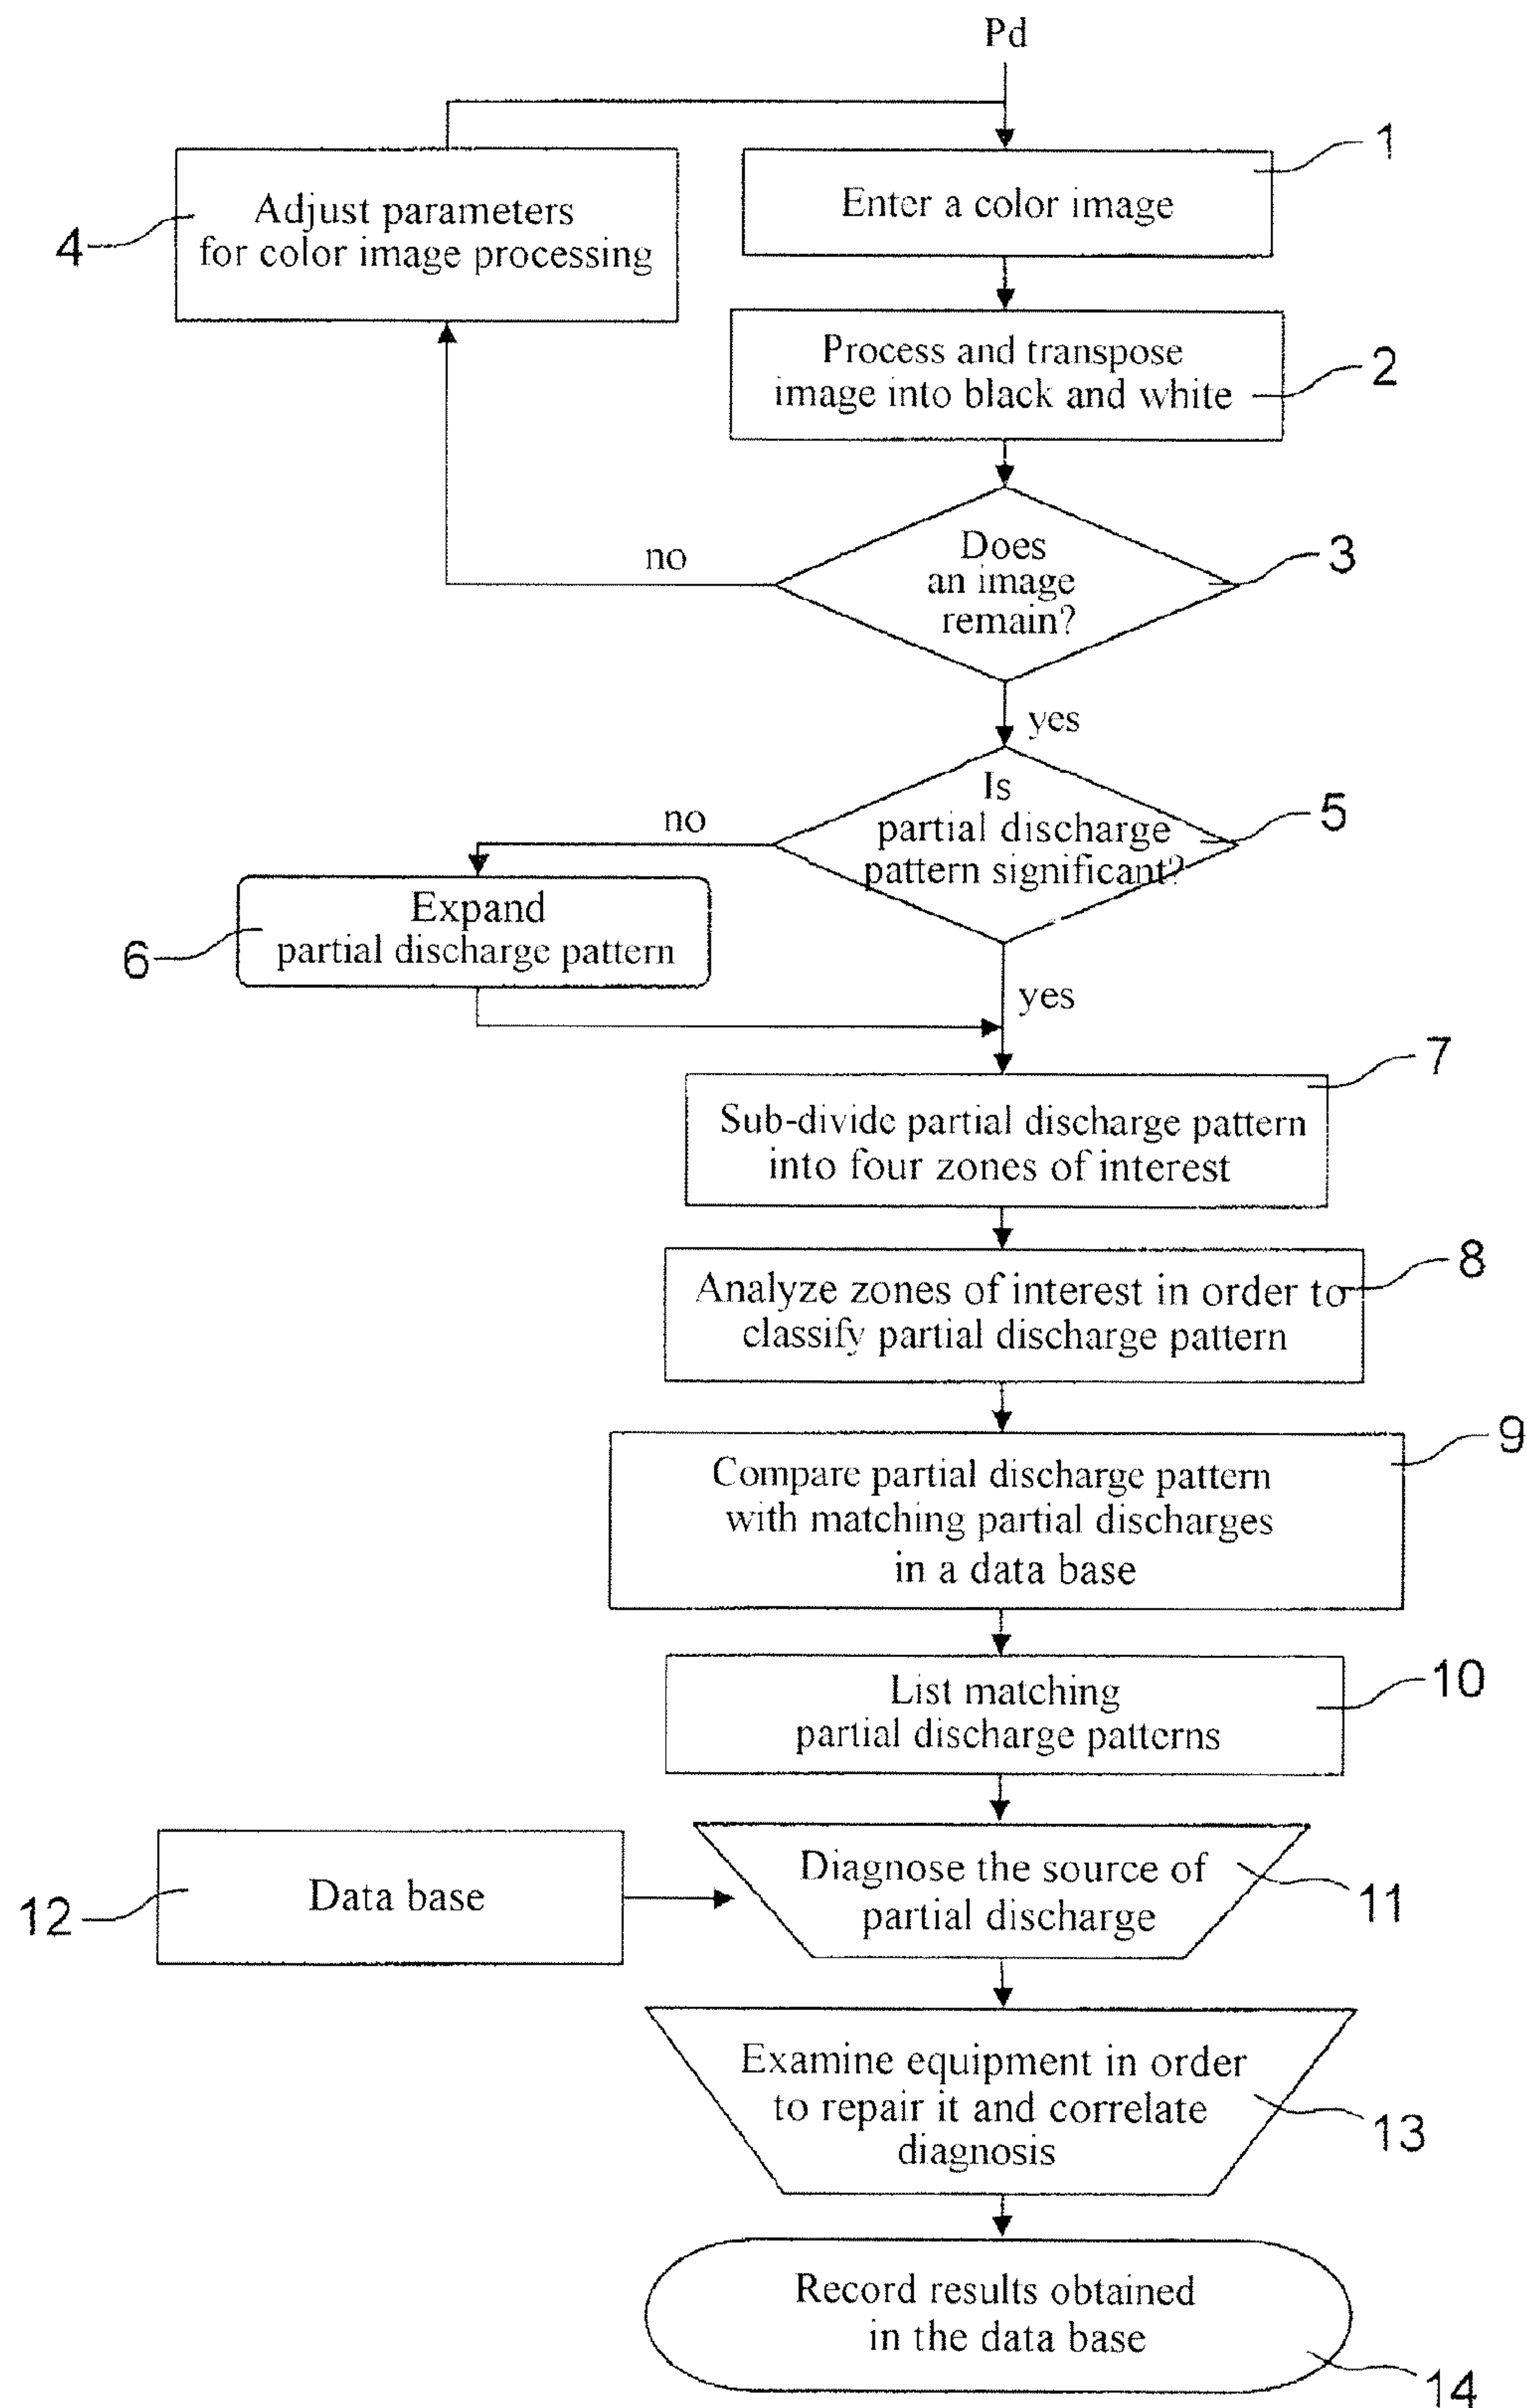 Pd
1
Enter a color image
4
Adjust parameters
for color image processing
2
Process and transpose
image into black and white
3
Does
an image
remain?
no
yes
5
Is
partial discharge
pattern significant?
no
6
Expand
partial discharge pattern
yes
7
Sub-divide partial discharge pattern
into four zones of interest
8
Analyze zones of interest in order to
classify partial discharge pattern
9
Compare partial discharge pattern
with matching partial discharges
in a data base
10
List matching
partial discharge patterns
12
Data base
11
Diagnose the source of
partial discharge
13
Examine equipment in order
to repair it and correlate
diagnosis
14
Record results obtained
in the data base